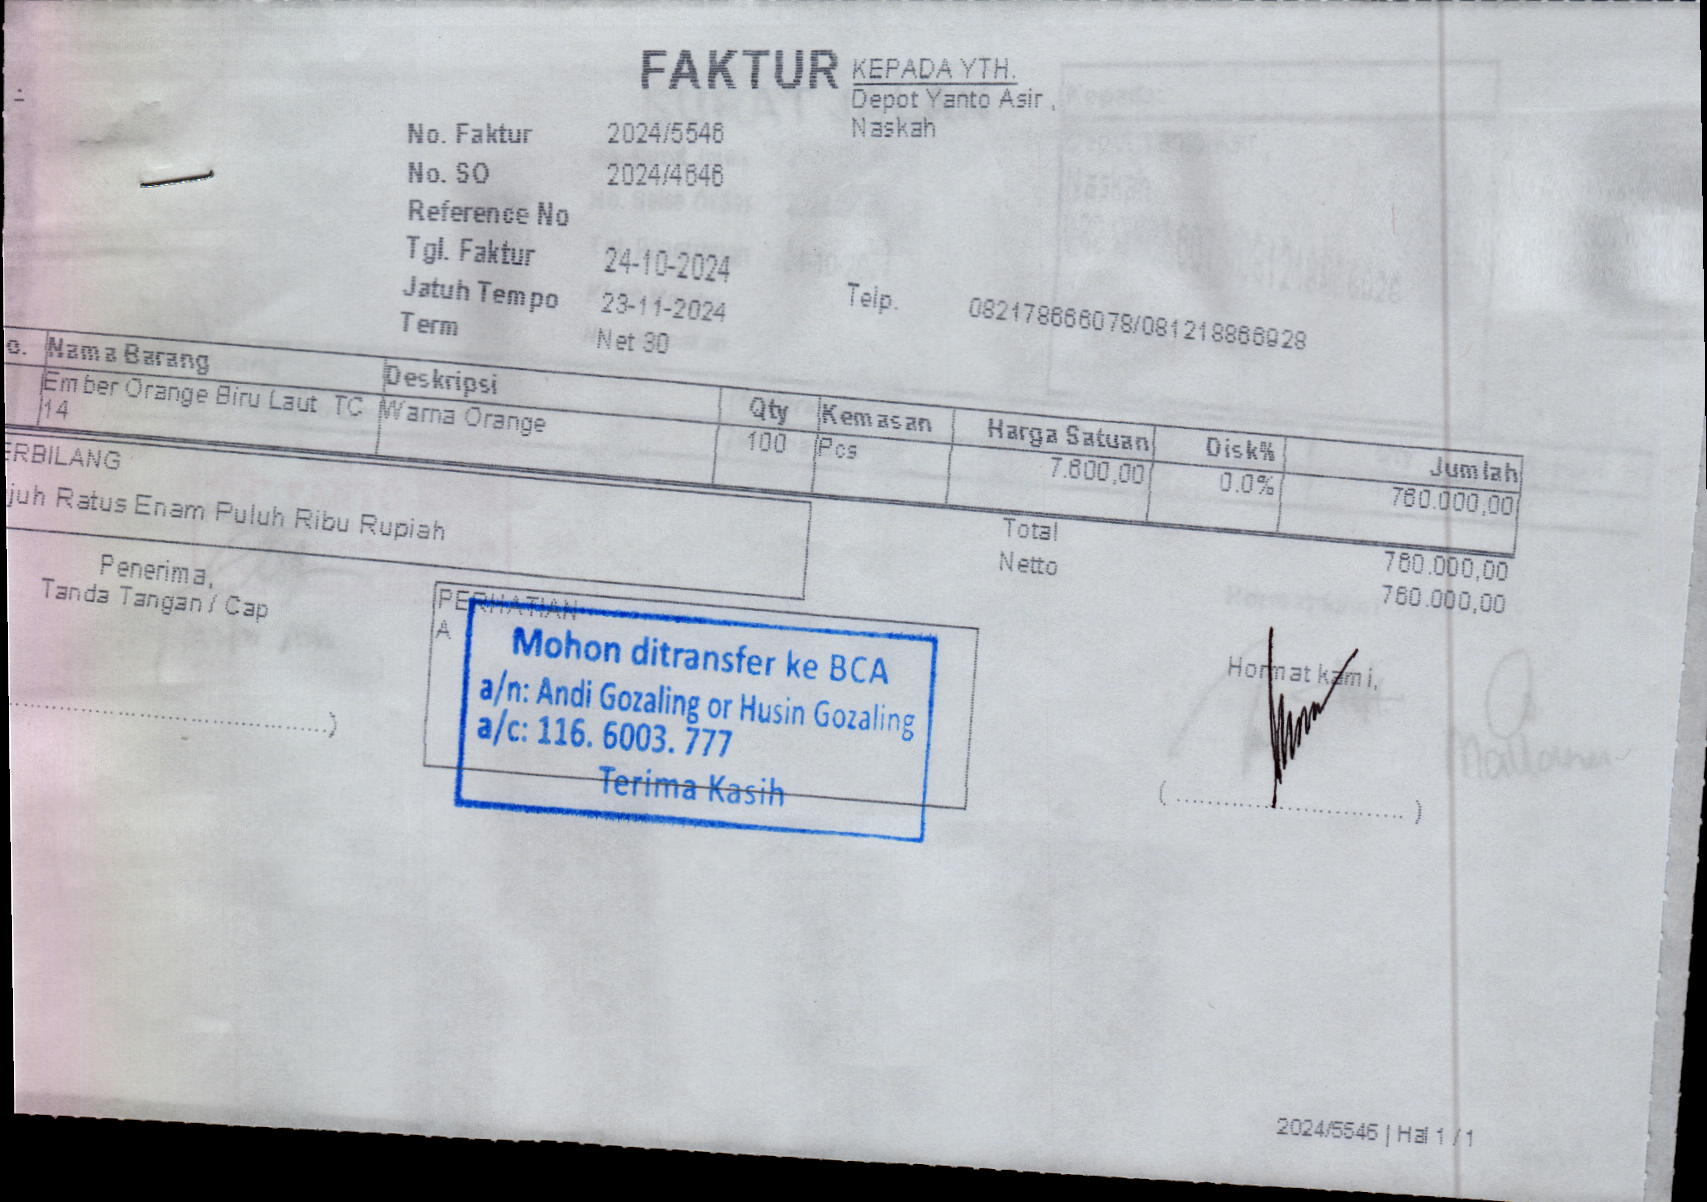 FAKTUR
KEPADA YTH.
Depot Yanto Asir ,
Naskah
No. Faktur 2024/5546
No. SO 2024/4646
Reference No
Tgl. Faktur 24-10-2024
Jatuh Tempo 23-11-2024
Term Net 30
Telp. 082178666078/081218866928
o. Nama Barang Deskripsi Qty Kemasan Harga Satuan Disk% Jumlah
Ember Orange Biru Laut TC Warna Orange 100 Pcs 7.600,00 0.0% 760.000,00
14
ERBILANG
juh Ratus Enam Puluh Ribu Rupiah
Total 760.000,00
Netto 760.000,00
Penerima,
Tanda Tangan / Cap
PERHATIAN
A
Mohon ditransfer ke BCA
a/n: Andi Gozaling or Husin Gozaling
a/c: 116. 6003. 777
Terima Kasih
Hormat kami,
2024/5546 | Hal 1 / 1